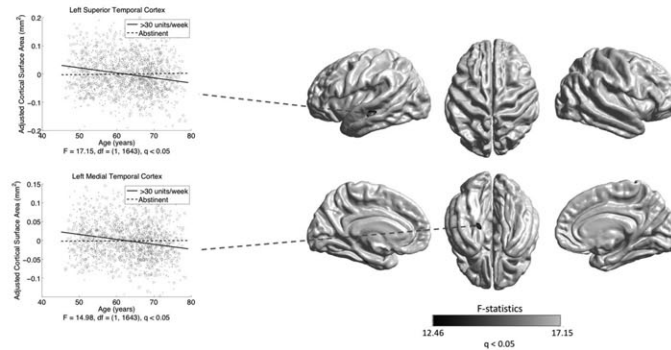 Left Superior Temporal Cortex
>30 units/week
Abstinent
Adjusted Cortical Surface Area (mm²)
0.2
0.1
0
-0.1
-0.2
40 50 60 70 80
Age (years)
F = 17.15, df = (1, 1643), q < 0.05
Left Medial Temporal Cortex
>30 units/week
Abstinent
Adjusted Cortical Surface Area (mm²)
0.15
0.1
0.05
0
-0.05
-0.1
40 50 60 70 80
Age (years)
F = 14.98, df = (1, 1643), q < 0.05
F-statistics
12.46 17.15
q < 0.05